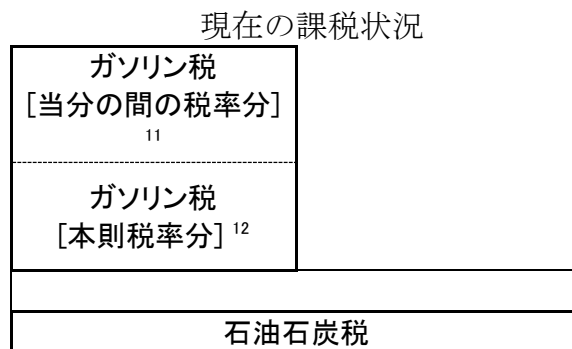 現在の課税状況
ガソリン税
[当分の間の税率分]
11
ガソリン税
[本則税率分] 12
石油石炭税